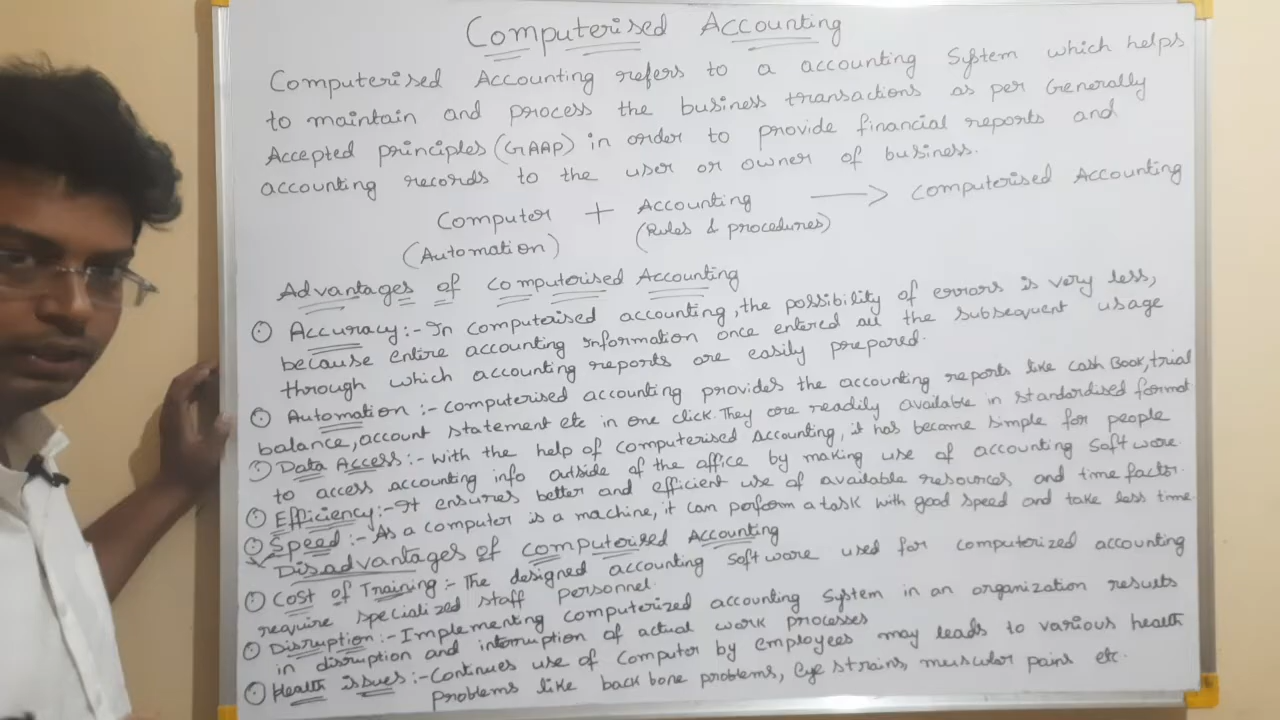 Computerised Accounting
Computerised Accounting refers to a accounting System which helps
to maintain and process the business transactions as per Generally
Accepted principles (GAAP) in order to provide financial reports and
accounting records to the user or owner of business.
Computer + Accounting → Computerised Accounting
(Automation) (Rules & procedures)
Advantages of Computerised Accounting
Accuracy:- In computerised accounting, the possibility of errors is very less,
because entire accounting information once entered all the subsequent usage
through which accounting reports are easily prepared.
Automation:- Computerised accounting provides the accounting reports like cash Book, trial
balance, account statement etc in one click. They are readily available in standardised format
Data Access:- With the help of Computerised Accounting, it has become simple for people
to access accounting info outside of the office by making use of accounting Software
Efficiency:- It ensures better and efficient use of available resources and time factor.
Speed:- As a computer is a machine, it can perform a task with good speed and take less time.
Disadvantages of Computerised Accounting
Cost of Training:- The designed accounting Software used for computerized accounting
require specialized staff personnel.
Disruption:- Implementing computerized accounting System in an organization results
in disruption and interruption of actual work processes
Health issues:- Continues use of Computer by employees may leads to various health
problems like back bone problems, Eye strains, muscular pains etc.